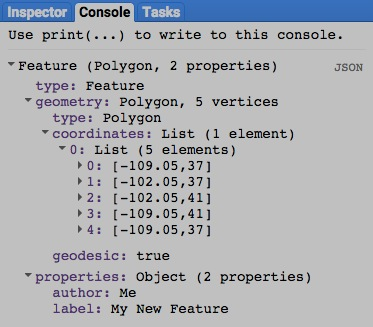 Inspector Console Tasks
Use print(...) to write to this console.
Feature (Polygon, 2 properties) JSON
type: Feature
geometry: Polygon, 5 vertices
type: Polygon
coordinates: List (1 element)
0: List (5 elements)
0: [-109.05,37]
1: [-102.05,37]
2: [-102.05,41]
3: [-109.05,41]
4: [-109.05,37]
geodesic: true
properties: Object (2 properties)
author: Me
label: My New Feature